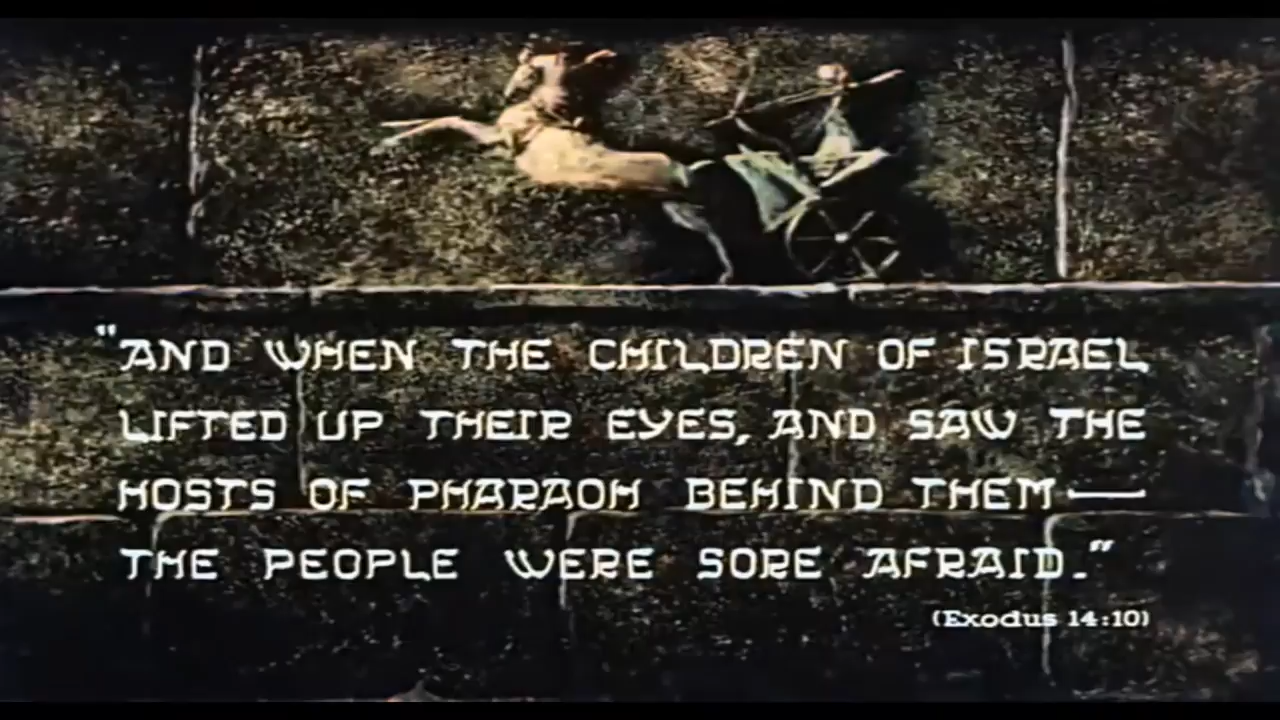 "AND WHEN THE CHILDREN OF ISRAEL
LIFTED UP THEIR EYES, AND SAW THE
HOSTS OF PHARAOH BEHIND THEM—
THE PEOPLE WERE SORE AFRAID."
(Exodus 14:10)